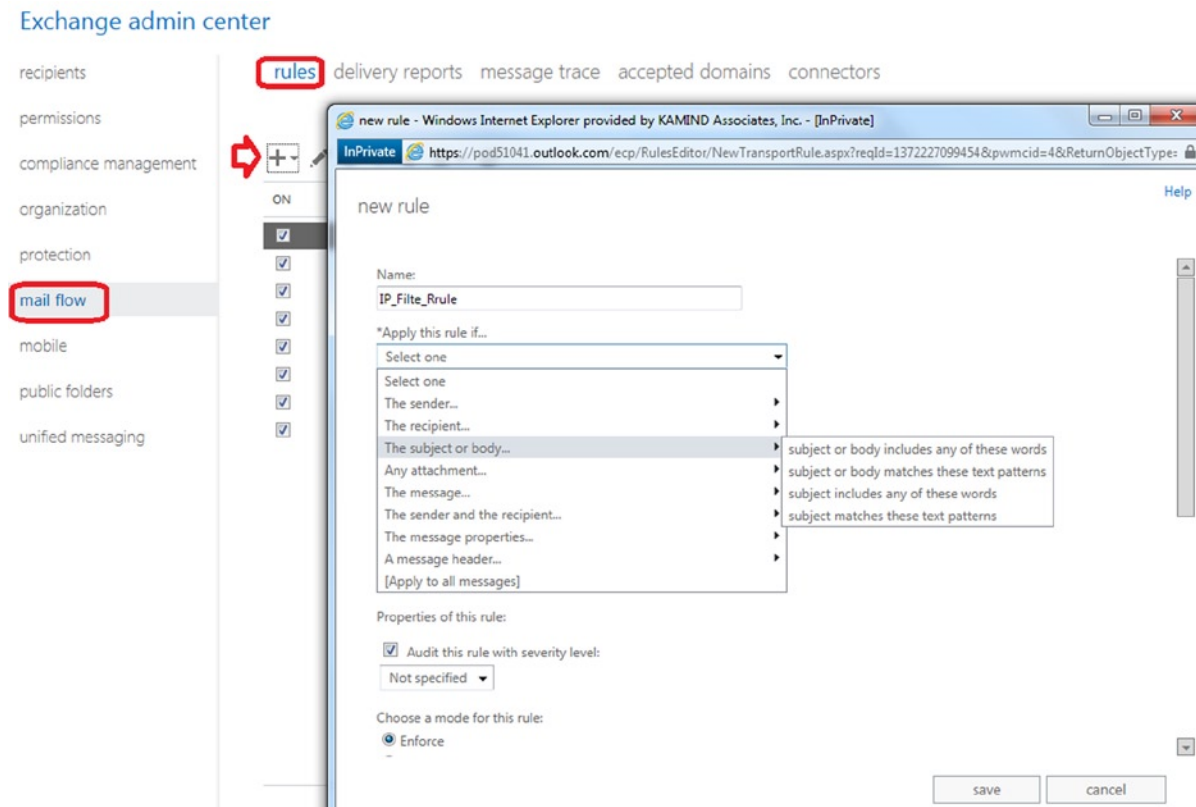 Exchange admin center
recipients
permissions
compliance management
organization
protection
mail flow
mobile
public folders
unified messaging
rules delivery reports message trace accepted domains connectors
ON
new rule - Windows Internet Explorer provided by KAMIND Associates, Inc. - [InPrivate]
InPrivate https://pod51041.outlook.com/ecp/RulesEditor/NewTransportRule.aspx?reqId=1372227099454&pwmcid=4&ReturnObjectType=
Help
new rule
Name:
IP_Filte_Rrule
*Apply this rule if...
Select one
Select one
The sender...
The recipient...
The subject or body...
Any attachment...
The message...
The sender and the recipient...
The message properties...
A message header...
[Apply to all messages]
subject or body includes any of these words
subject or body matches these text patterns
subject includes any of these words
subject matches these text patterns
Properties of this rule:
Audit this rule with severity level:
Not specified
Choose a mode for this rule:
Enforce
save cancel